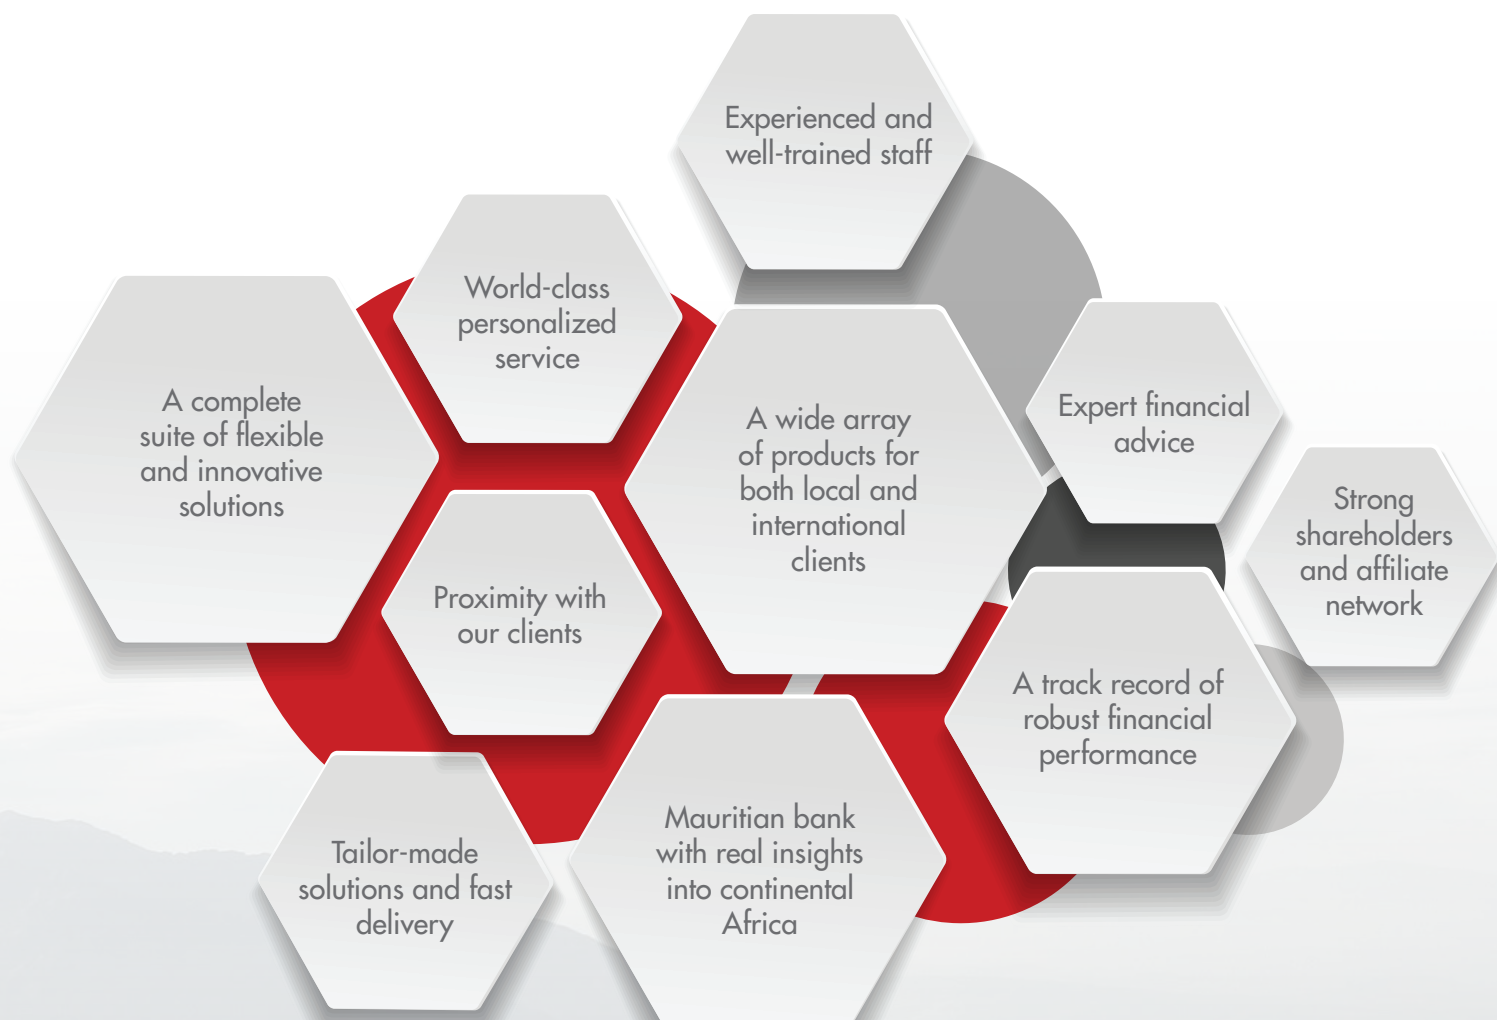 Experienced and
well-trained staff
World-class
personalized
service
A complete
suite of flexible
and innovative
solutions
A wide array
of products for
both local and
international
clients
Expert financial
advice
Strong
shareholders
and affiliate
network
Proximity with
our clients
A track record of
robust financial
performance
Tailor-made
solutions and fast
delivery
Mauritian bank
with real insights
into continental
Africa